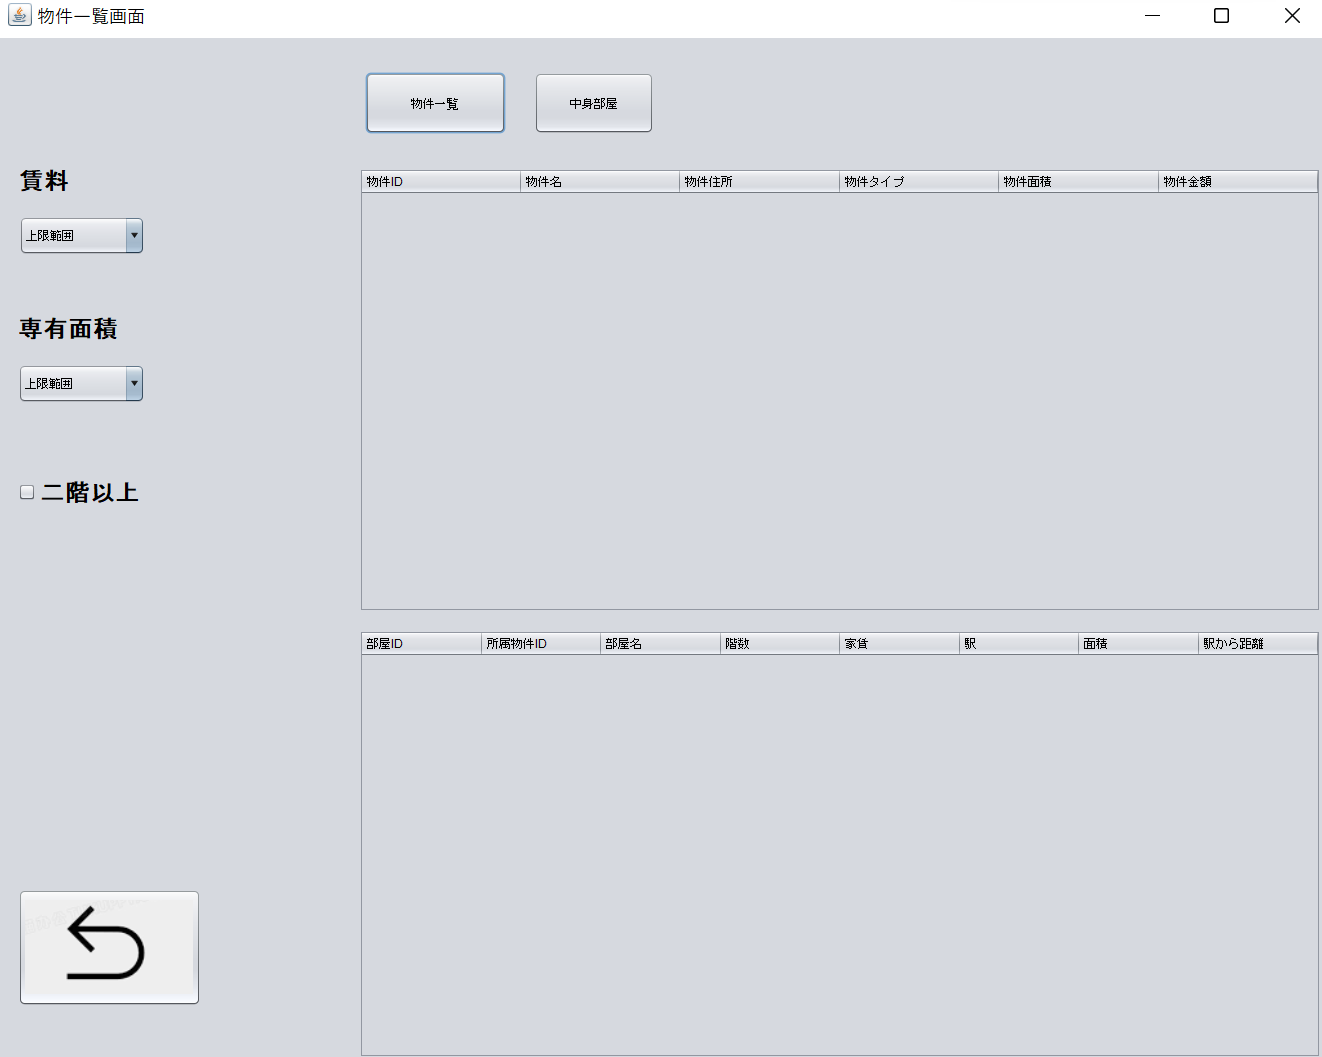 物件一覧画面
物件一覧
中身部屋
賃料
上限範囲
専有面積
上限範囲
二階以上
物件ID 物件名 物件住所 物件タイプ 物件面積 物件金額
部屋ID 所属物件ID 部屋名 階数 家賃 駅 面積 駅から距離